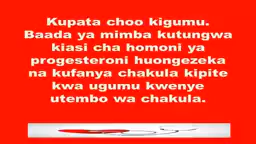 Kupata choo kigumu.
Baada ya mimba kutungwa
kiasi cha homoni ya
progesteroni huongezeka
na kufanya chakula kipite
kwa ugumu kwenye
utembo wa chakula.